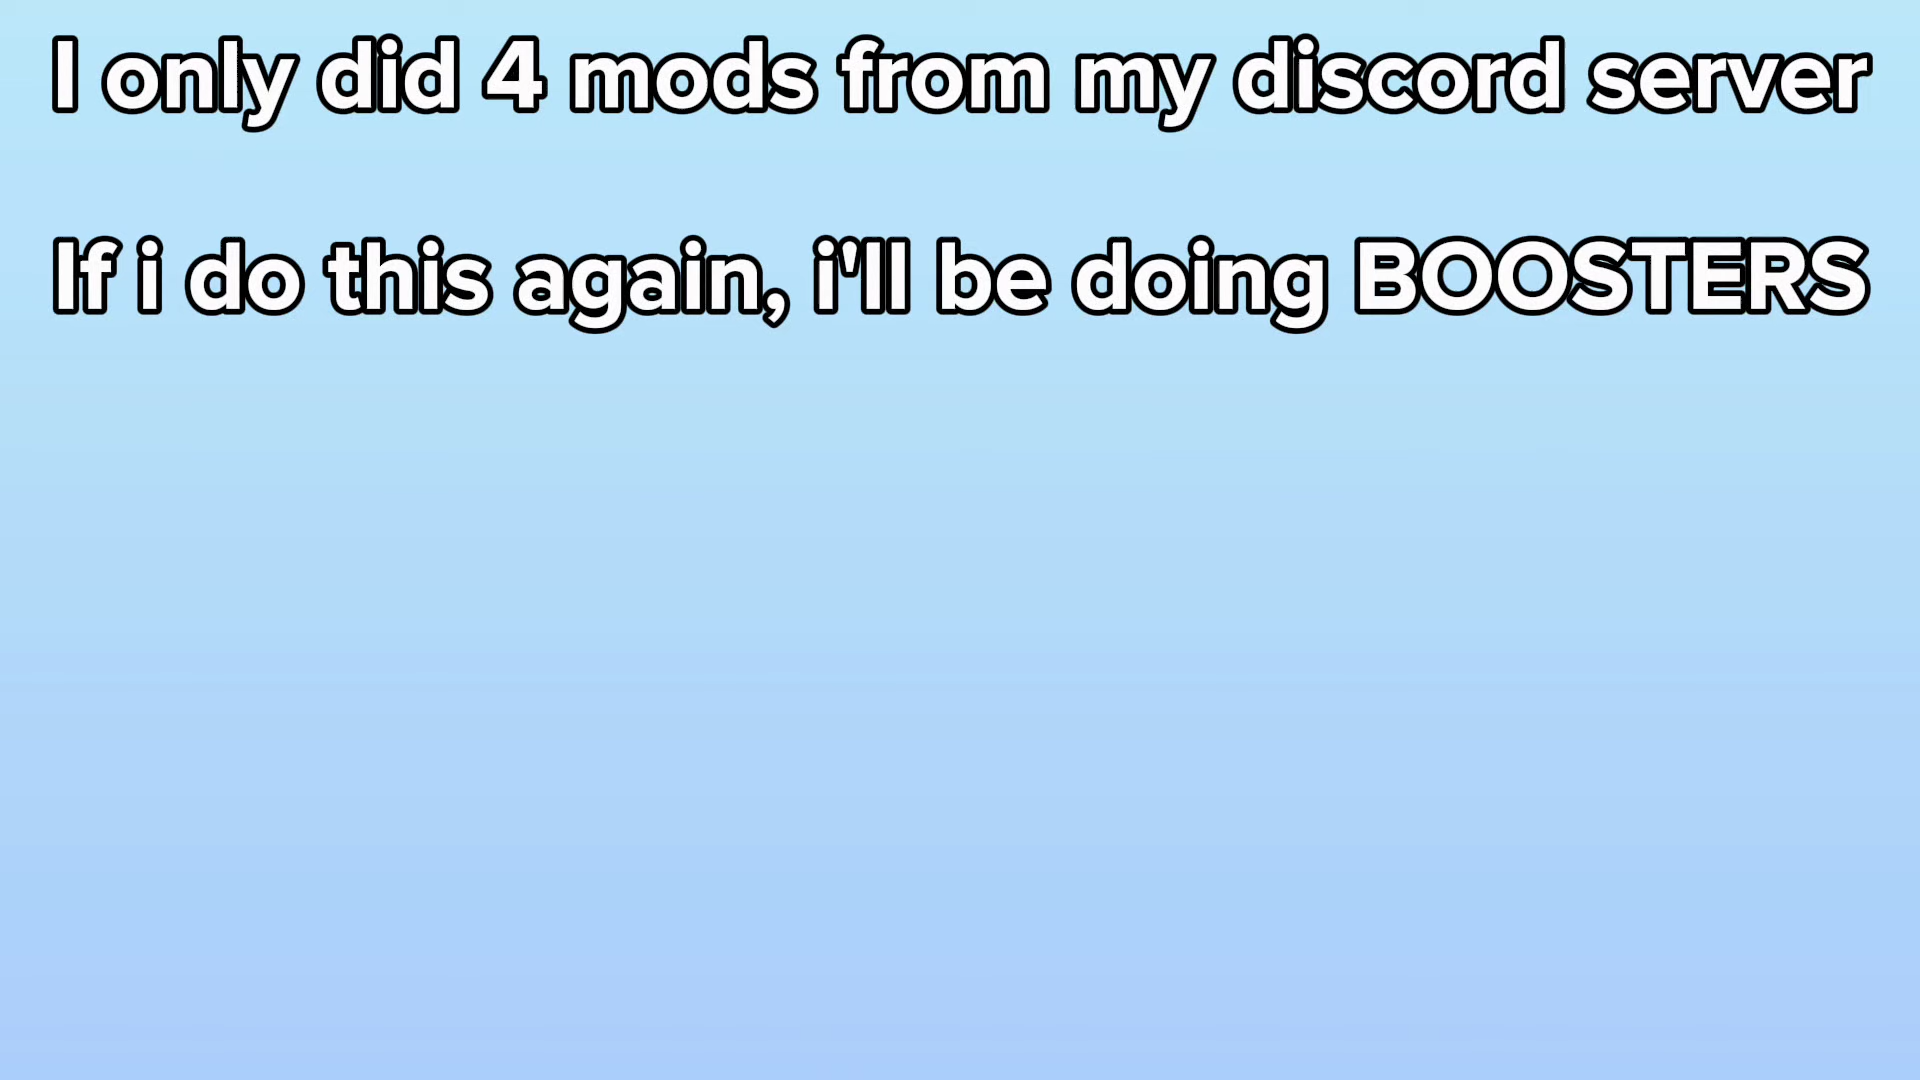 I only did 4 mods from my discord server
If i do this again, i'll be doing BOOSTERS